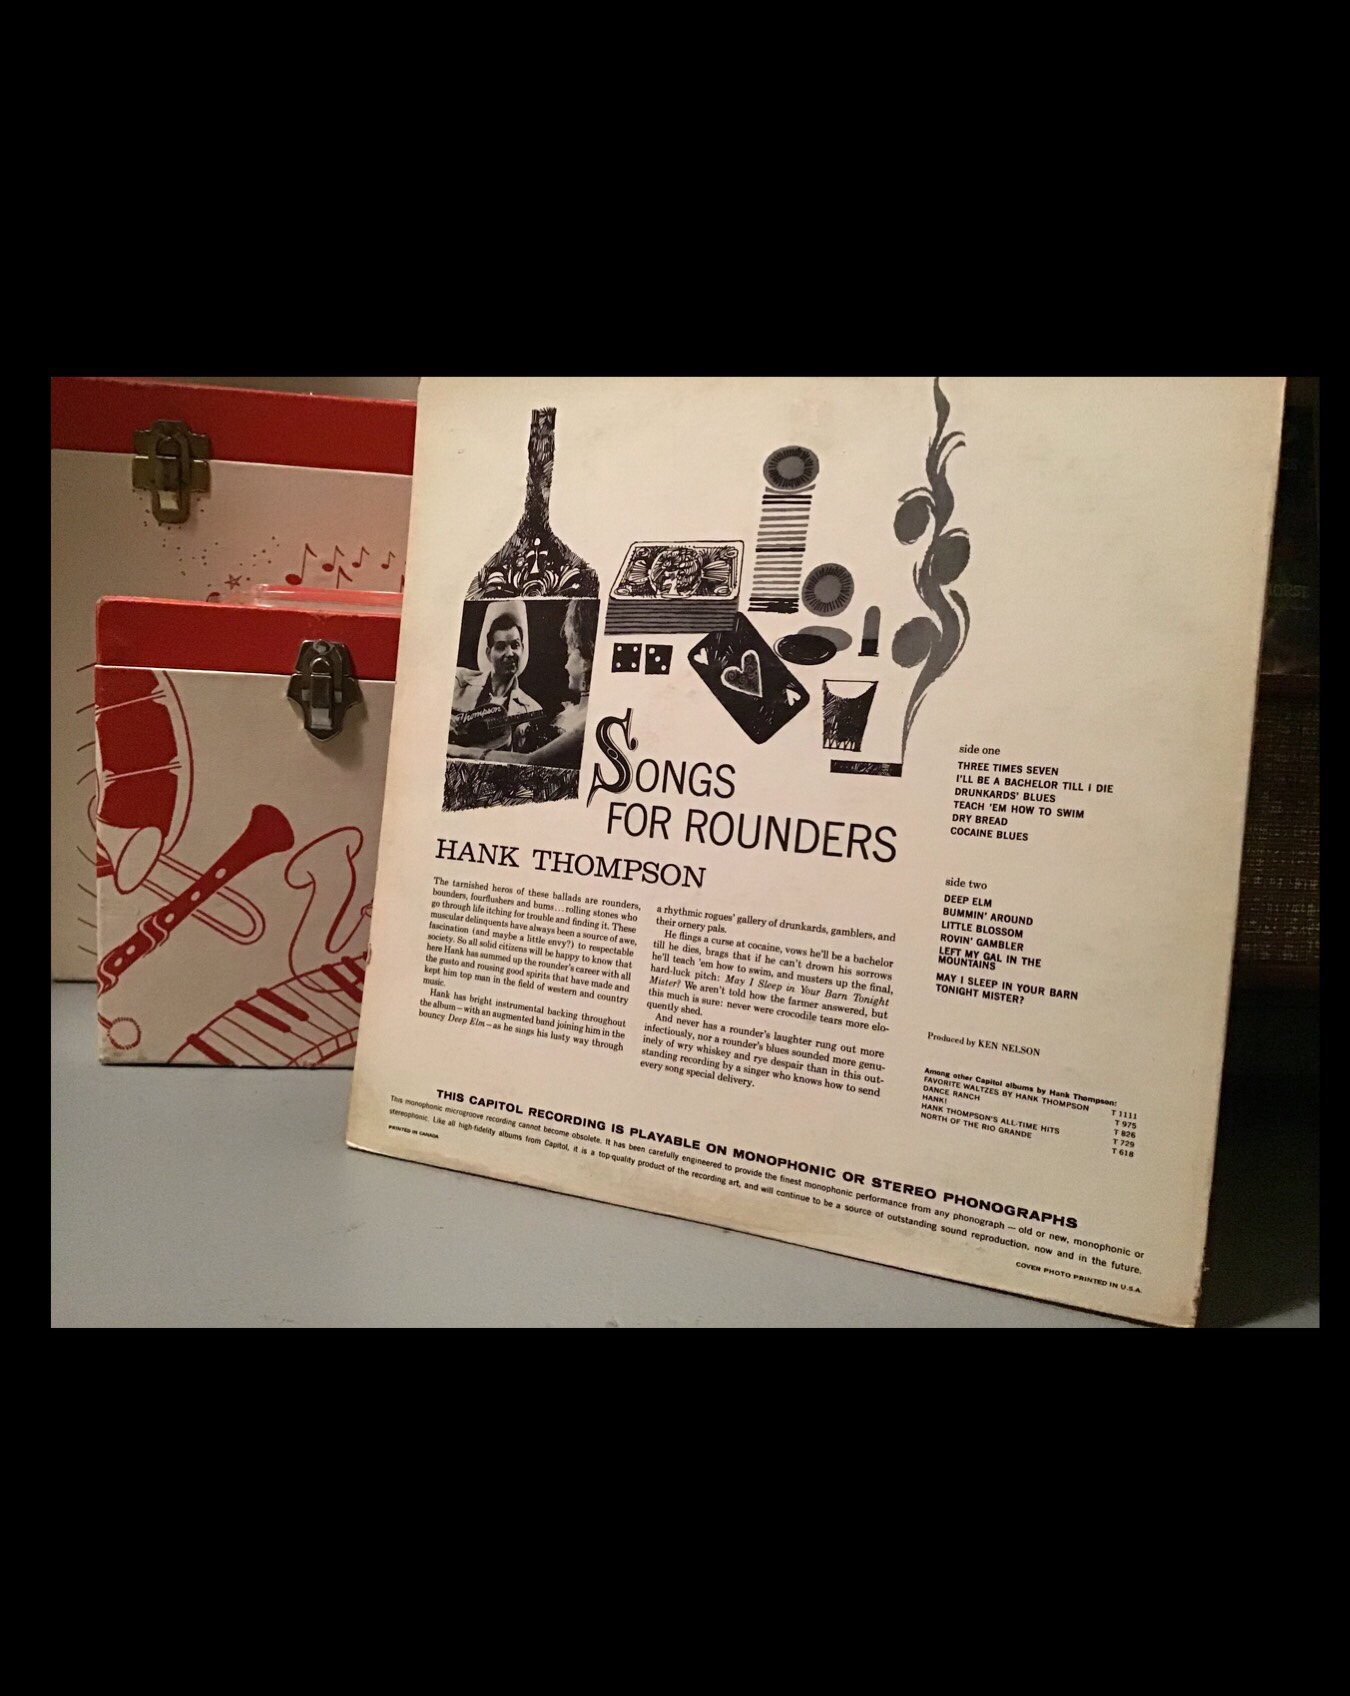 Thompson
SONGS
FOR ROUNDERS
HANK THOMPSON
The tarnished heros of these ballads are rounders,
bounders, fourflushers and bums...rolling stones who
go through life itching for trouble and finding it. These
muscular delinquents have always been a source of awe,
fascination (and maybe a little envy?) to respectable
society. So all solid citizens will be happy to know that
here Hank has summed up the rounder's career with all
the gusto and rousing good spirits that have made and
kept him top man in the field of western and country
music.
Hank has bright instrumental backing throughout
the album—with an augmented band joining him in the
bouncy Deep Elm—as he sings his lusty way through
a rhythmic rogues' gallery of drunkards, gamblers, and
their ornery pals.
He flings a curse at cocaine, vows he'll be a bachelor
till he dies, brags that if he can't drown his sorrows
he'll teach 'em how to swim, and musters up the final,
hard-luck pitch: May I Sleep in Your Barn Tonight
Mister? We aren't told how the farmer answered, but
this much is sure: never were crocodile tears more elo-
quently shed.
And never has a rounder's laughter rung out more
infectiously, nor a rounder's blues sounded more genu-
inely of wry whiskey and rye despair than in this out-
standing recording by a singer who knows how to send
every song special delivery.
side one
THREE TIMES SEVEN
I'LL BE A BACHELOR TILL I DIE
DRUNKARDS' BLUES
TEACH 'EM HOW TO SWIM
DRY BREAD
COCAINE BLUES
side two
DEEP ELM
BUMMIN' AROUND
LITTLE BLOSSOM
ROVIN' GAMBLER
LEFT MY GAL IN THE
MOUNTAINS
MAY I SLEEP IN YOUR BARN
TONIGHT MISTER?
Produced by KEN NELSON
Among other Capitol albums by Hank Thompson:
FAVORITE WALTZES BY HANK THOMPSON T 1111
DANCE RANCH T 975
HANK! T 826
HANK THOMPSON'S ALL-TIME HITS T 729
NORTH OF THE RIO GRANDE T 618
THIS CAPITOL RECORDING IS PLAYABLE ON MONOPHONIC OR STEREO PHONOGRAPHS
This monophonic microgroove recording cannot become obsolete. It has been carefully engineered to provide the finest monophonic performance from any phonograph — old or new, monophonic or
stereophonic. Like all high-fidelity albums from Capitol, it is a top-quality product of the recording art, and will continue to be a source of outstanding sound reproduction, now and in the future.
PRINTED IN CANADA
COVER PHOTO PRINTED IN U.S.A.